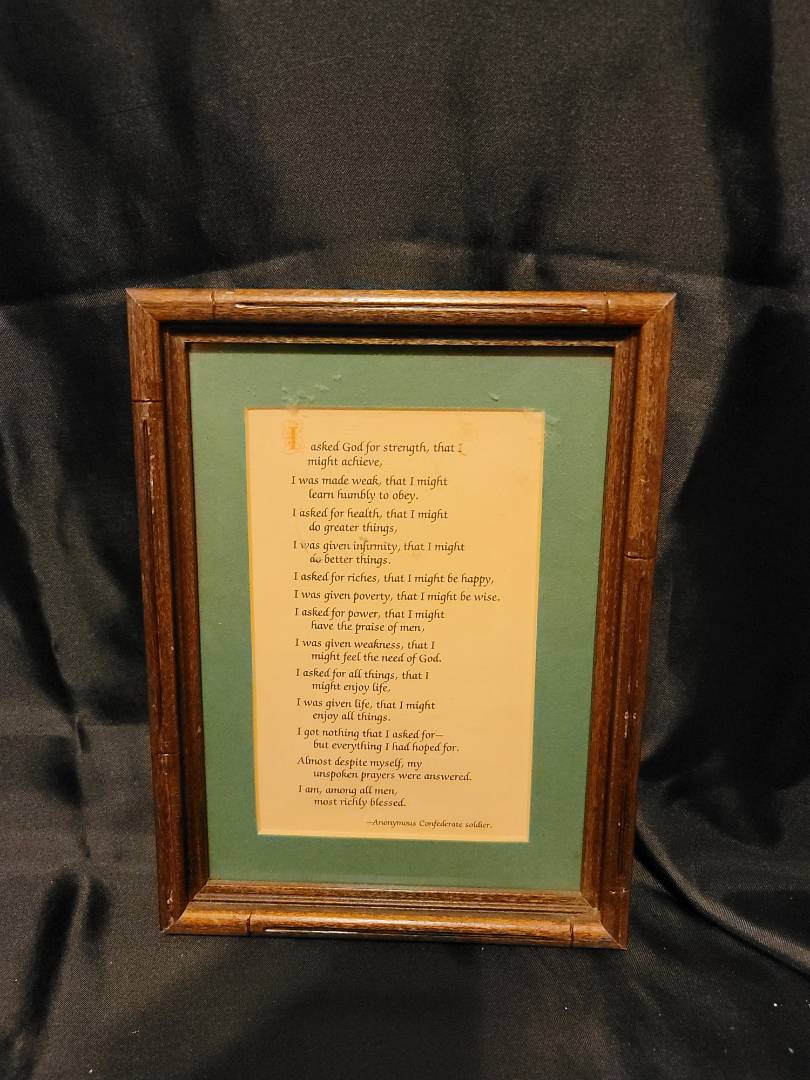 I asked God for strength, that I
might achieve,
I was made weak, that I might
learn humbly to obey.
I asked for health, that I might
do greater things,
I was given infirmity, that I might
do better things.
I asked for riches, that I might be happy,
I was given poverty, that I might be wise.
I asked for power, that I might
have the praise of men,
I was given weakness, that I
might feel the need of God.
I asked for all things, that I
might enjoy life,
I was given life, that I might
enjoy all things.
I got nothing that I asked for—
but everything I had hoped for.
Almost despite myself, my
unspoken prayers were answered.
I am, among all men,
most richly blessed.
—Anonymous Confederate soldier.